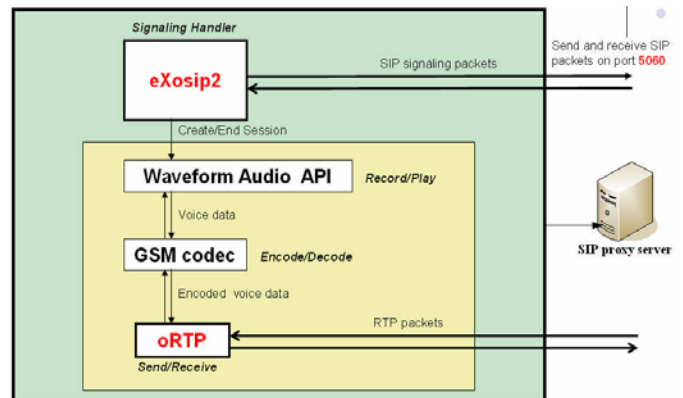 Signaling Handler
eXosip2
SIP signaling packets
Send and receive SIP
packets on port 5060
Create/End Session
Waveform Audio API
Record/Play
Voice data
GSM codec
Encode/Decode
SIP proxy server
Encoded voice data
RTP packets
oRTP
Send/Receive